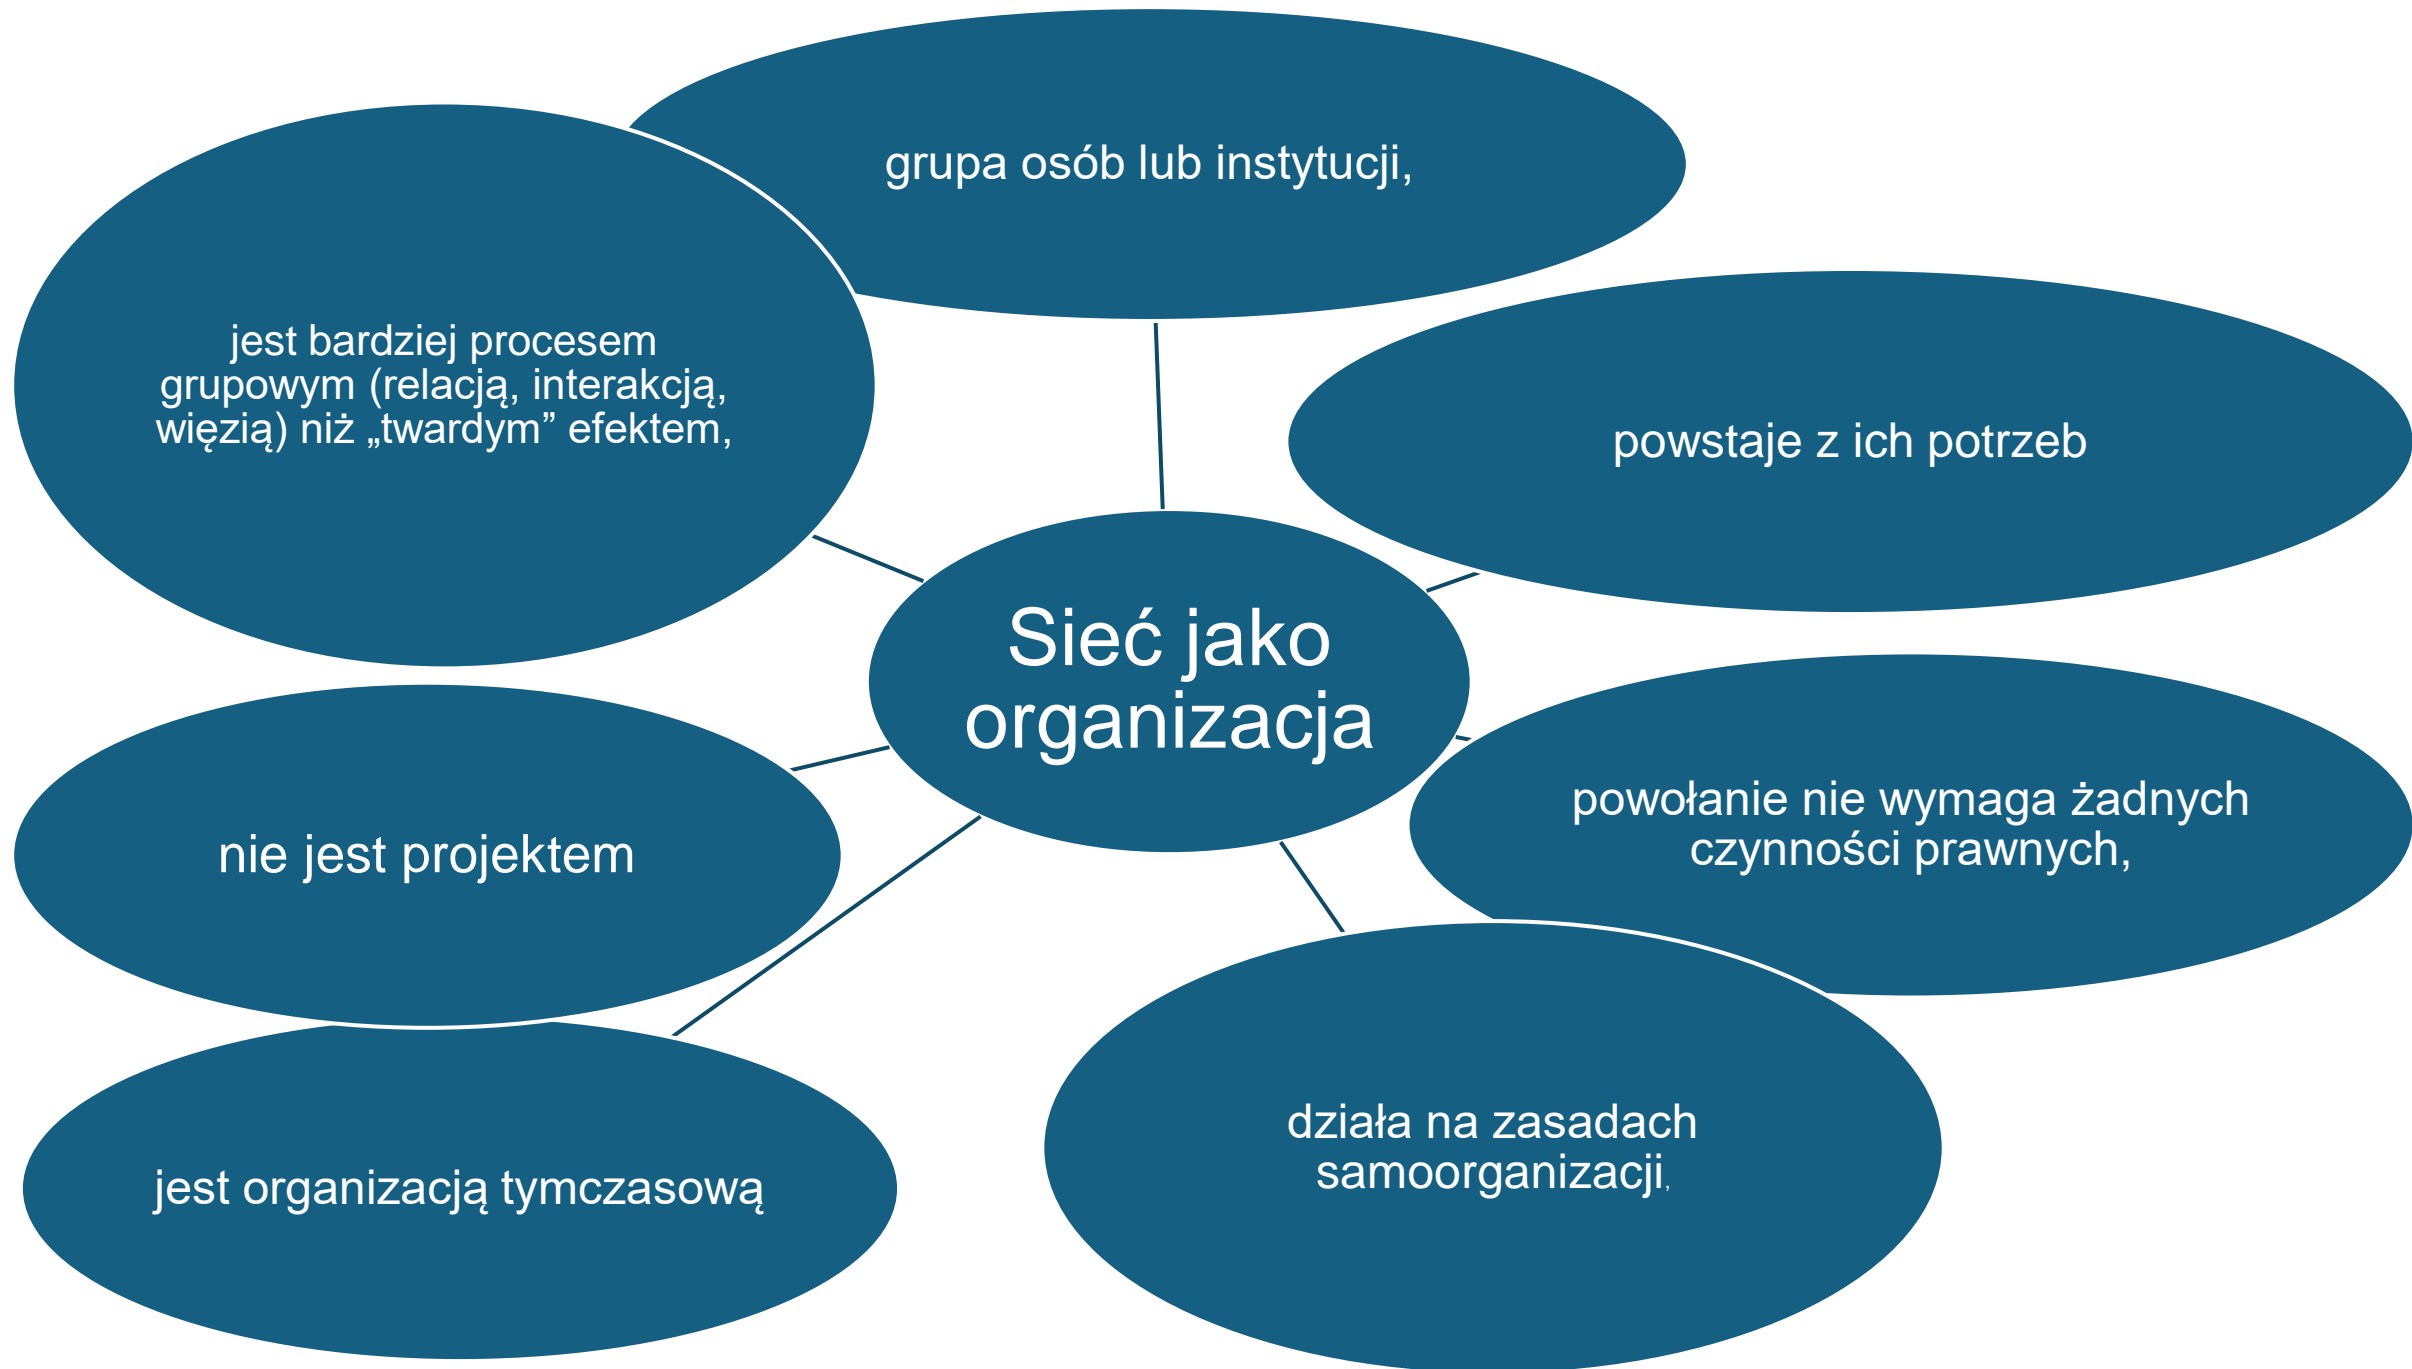 grupa osób lub instytucji,
powstaje z ich potrzeb
powołanie nie wymaga żadnych
czynności prawnych,
działa na zasadach
samoorganizacji,
jest organizacją tymczasową
nie jest projektem
jest bardziej procesem
grupowym (relacją, interakcją,
więzią) niż „twardym” efektem,
Sieć jako
organizacja